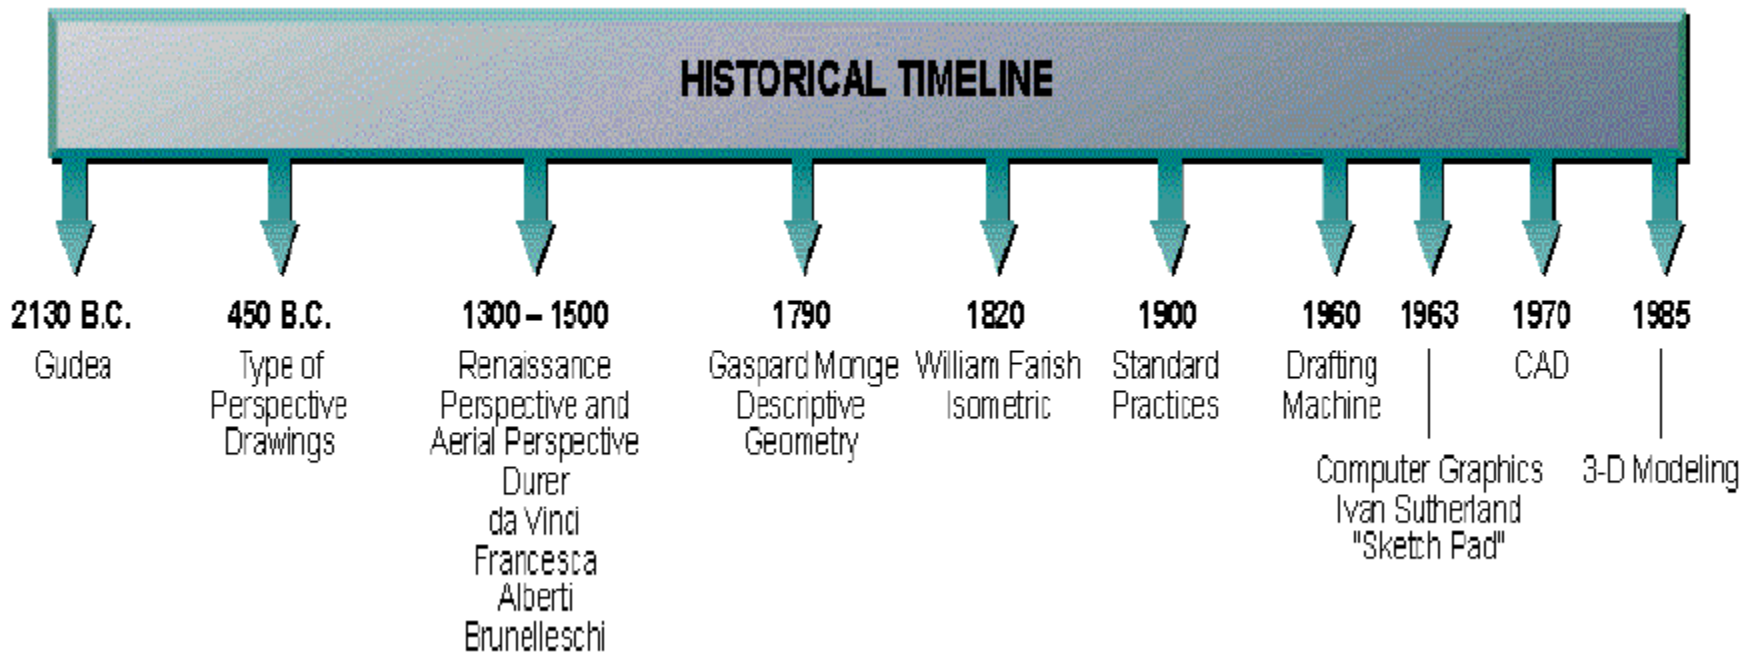 HISTORICAL TIMELINE
2130 B.C.
Gudea
450 B.C.
Type of
Perspective
Drawings
1300 – 1500
Renaissance
Perspective and
Aerial Perspective
Durer
da Vinci
Francesca
Alberti
Brunelleschi
1790
Gaspard Monge
Descriptive
Geometry
1820
William Farish
Isometric
1900
Standard
Practices
1960
Drafting
Machine
1963
Computer Graphics
Ivan Sutherland
"Sketch Pad"
1970
CAD
1985
3-D Modeling